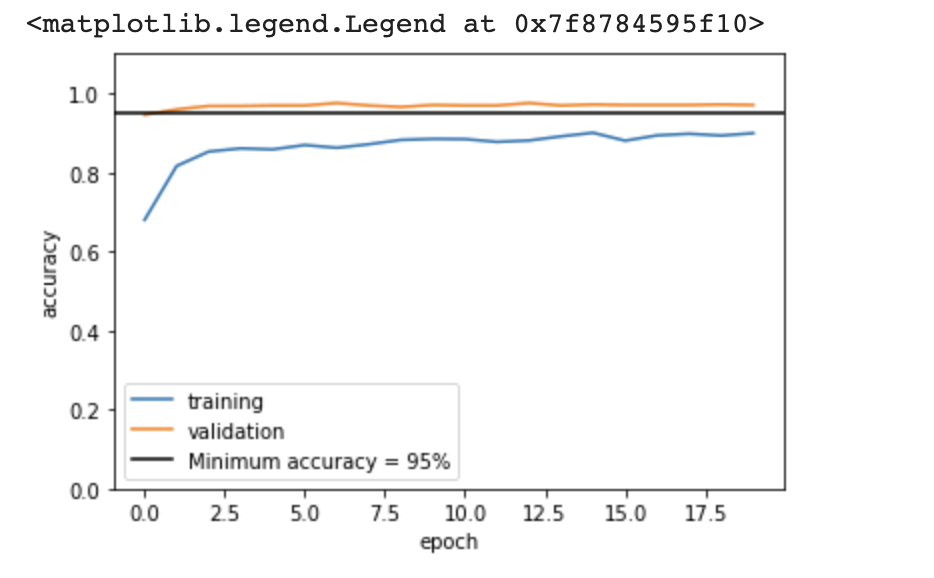 <matplotlib.legend.Legend at 0x7f8784595f10>
1.0
0.8
0.6
0.4
0.2
0.0
accuracy
training
validation
Minimum accuracy = 95%
0.0 2.5 5.0 7.5 10.0 12.5 15.0 17.5
epoch